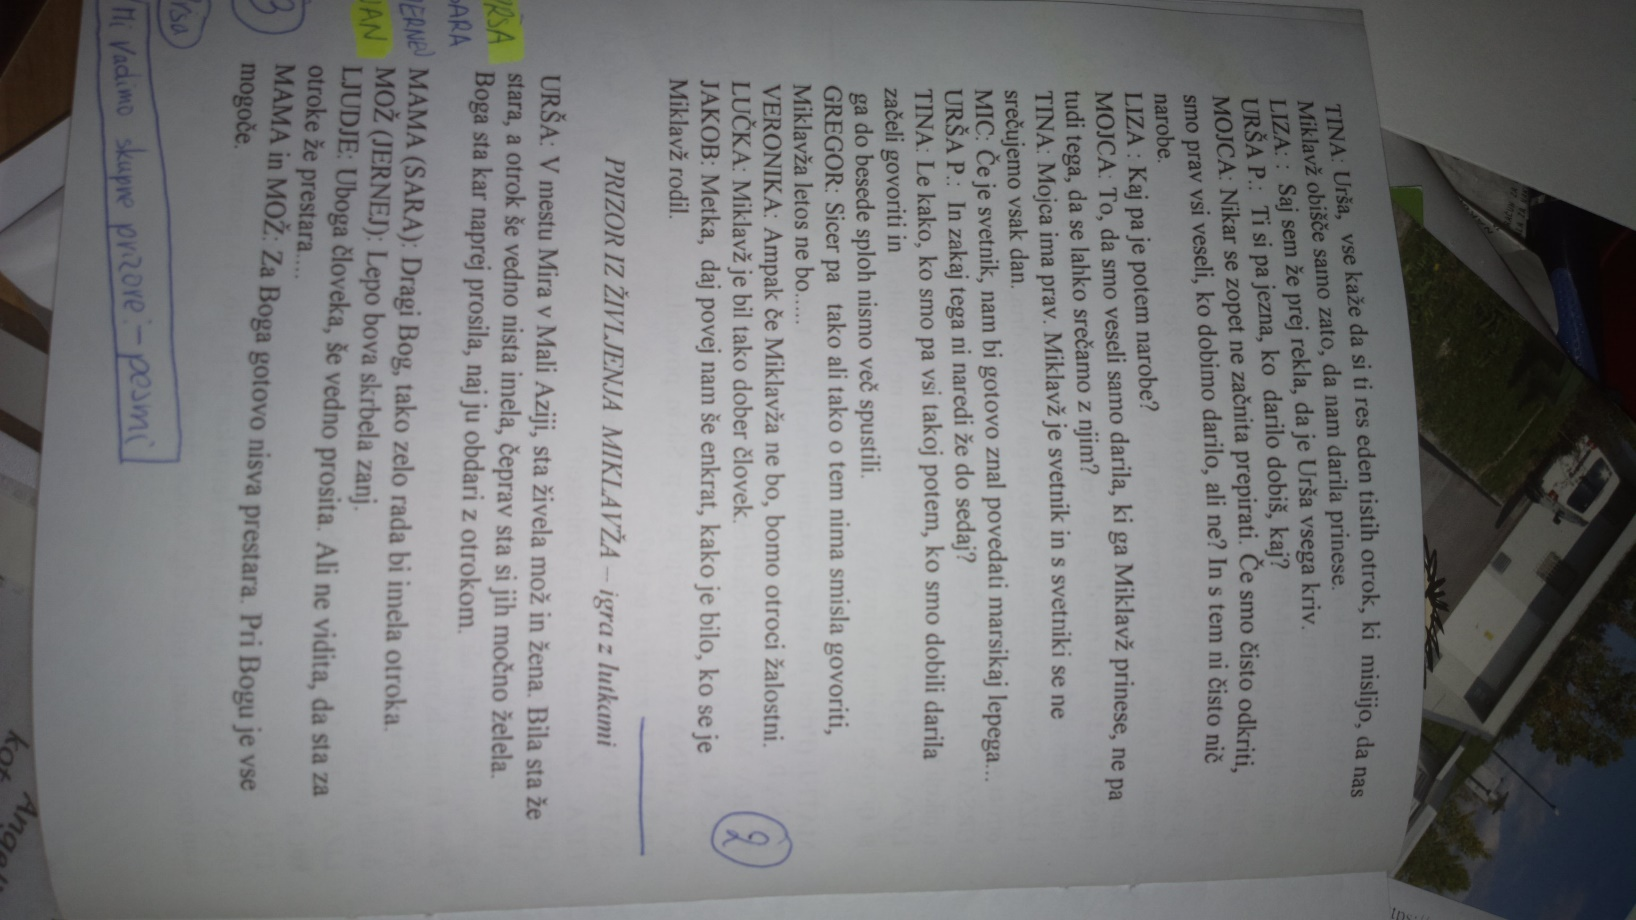 TINA: Urša, vse kaže da si ti res eden tistih otrok, ki mislijo, da nas
Miklavž obišče samo zato, da nam darila prinese.
LIZA: : Saj sem že prej rekla, da je Urša vsega kriv.
URŠA P.: Ti si pa jezna, ko darilo dobiš, kaj?
MOJCA: Nikar se zopet ne začnita prepirati. Če smo čisto odkriti,
smo prav vsi veseli, ko dobimo darilo, ali ne? In s tem ni čisto nič
narobe.
LIZA : Kaj pa je potem narobe?
MOJCA: To, da smo veseli samo darila, ki ga Miklavž prinese, ne pa
tudi tega, da se lahko srečamo z njim?
TINA: Mojca ima prav. Miklavž je svetnik in s svetniki se ne
srečujemo vsak dan.
MIC: Če je svetnik, nam bi gotovo znal povedati marsikaj lepega...
URŠA P.: In zakaj tega ni naredi že do sedaj?
TINA: Le kako, ko smo pa vsi takoj potem, ko smo dobili darila
začeli govoriti in
ga do besede sploh nismo več spustili.
GREGOR: Sicer pa tako ali tako o tem nima smisla govoriti,
Miklavža letos ne bo.....
VERONIKA: Ampak če Miklavža ne bo, bomo otroci žalostni.
LUČKA: Miklavž je bil tako dober človek.
JAKOB: Metka, daj povej nam še enkrat, kako je bilo, ko se je
Miklavž rodil.
2
PRIZOR IZ ŽIVLJENJA MIKLAVŽA – igra z lutkami
URŠA: V mestu Mira v Mali Aziji, sta živela mož in žena. Bila sta že
stara, a otrok še vedno nista imela, čeprav sta si jih močno želela.
Boga sta kar naprej prosila, naj ju obdari z otrokom.
URŠA
SARA
JERNEJ
MAMA (SARA): Dragi Bog, tako zelo rada bi imela otroka.
MOŽ (JERNEJ): Lepo bova skrbela zanj.
LJUDJE: Uboga človeka, še vedno prosita. Ali ne vidita, da sta za
otroke že prestara....
MAMA in MOŽ: Za Boga gotovo nisva prestara. Pri Bogu je vse
mogoče.
3
Mi vadimo skupne prizore: - pesmi